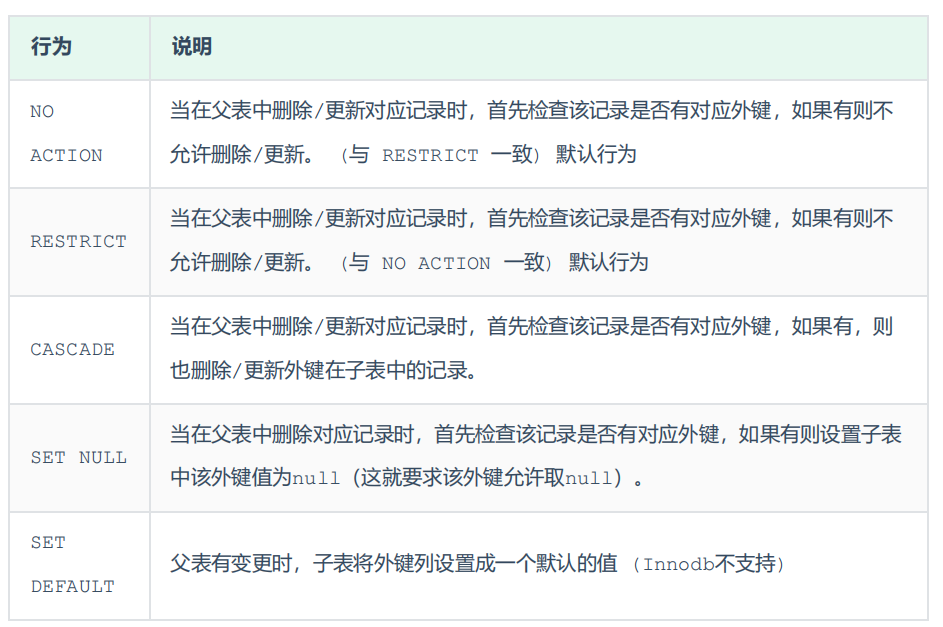 行为 说明
NO
ACTION
当在父表中删除/更新对应记录时，首先检查该记录是否有对应外键，如果有则不
允许删除/更新。 （与 RESTRICT 一致） 默认行为
RESTRICT
当在父表中删除/更新对应记录时，首先检查该记录是否有对应外键，如果有则不
允许删除/更新。 （与 NO ACTION 一致） 默认行为
CASCADE
当在父表中删除/更新对应记录时，首先检查该记录是否有对应外键，如果有，则
也删除/更新外键在子表中的记录。
SET NULL
当在父表中删除对应记录时，首先检查该记录是否有对应外键，如果有则设置子表
中该外键值为null（这就要求该外键允许取null）。
SET
DEFAULT
父表有变更时，子表将外键列设置成一个默认的值 （Innodb不支持）